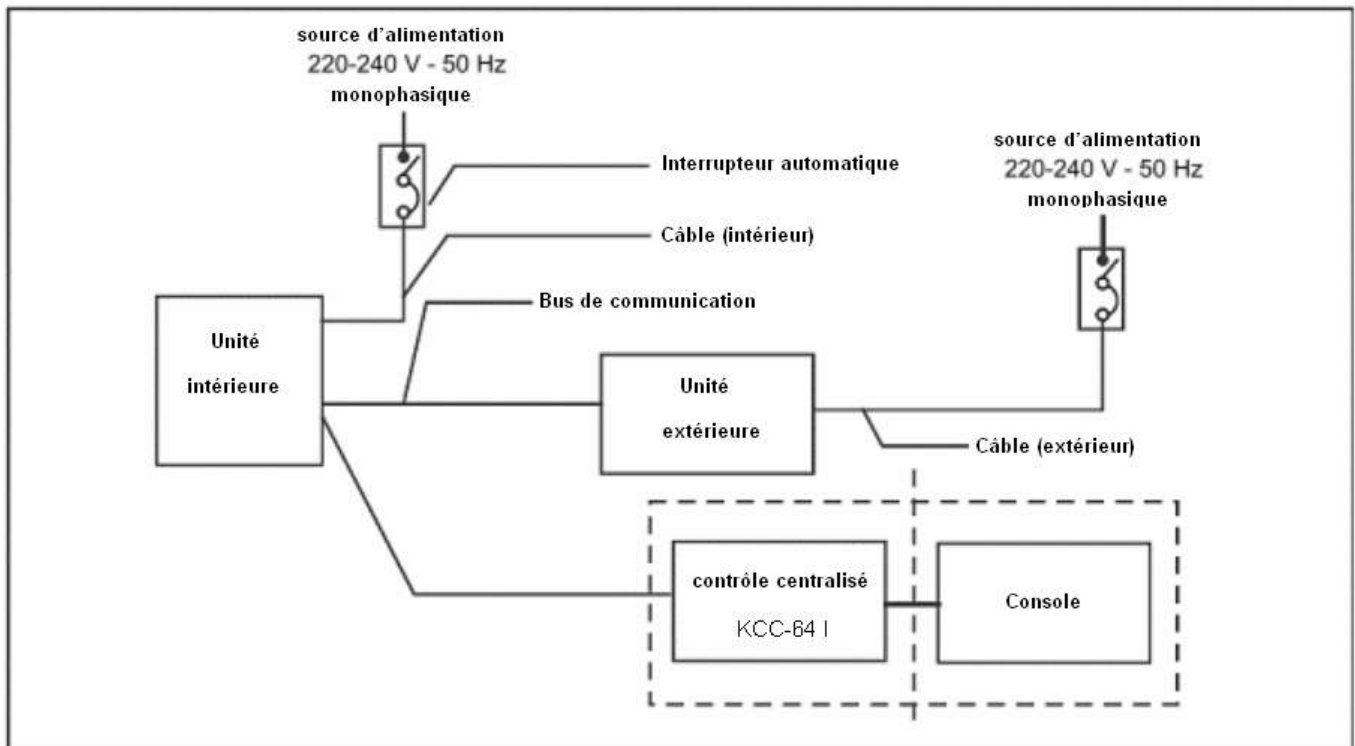 source d'alimentation
220-240 V - 50 Hz
monophasique
source d'alimentation
220-240 V - 50 Hz
monophasique
Interrupteur automatique
Câble (intérieur)
Bus de communication
Unité
intérieure
Unité
extérieure
Câble (extérieur)
contrôle centralisé
KCC-64 I
Console